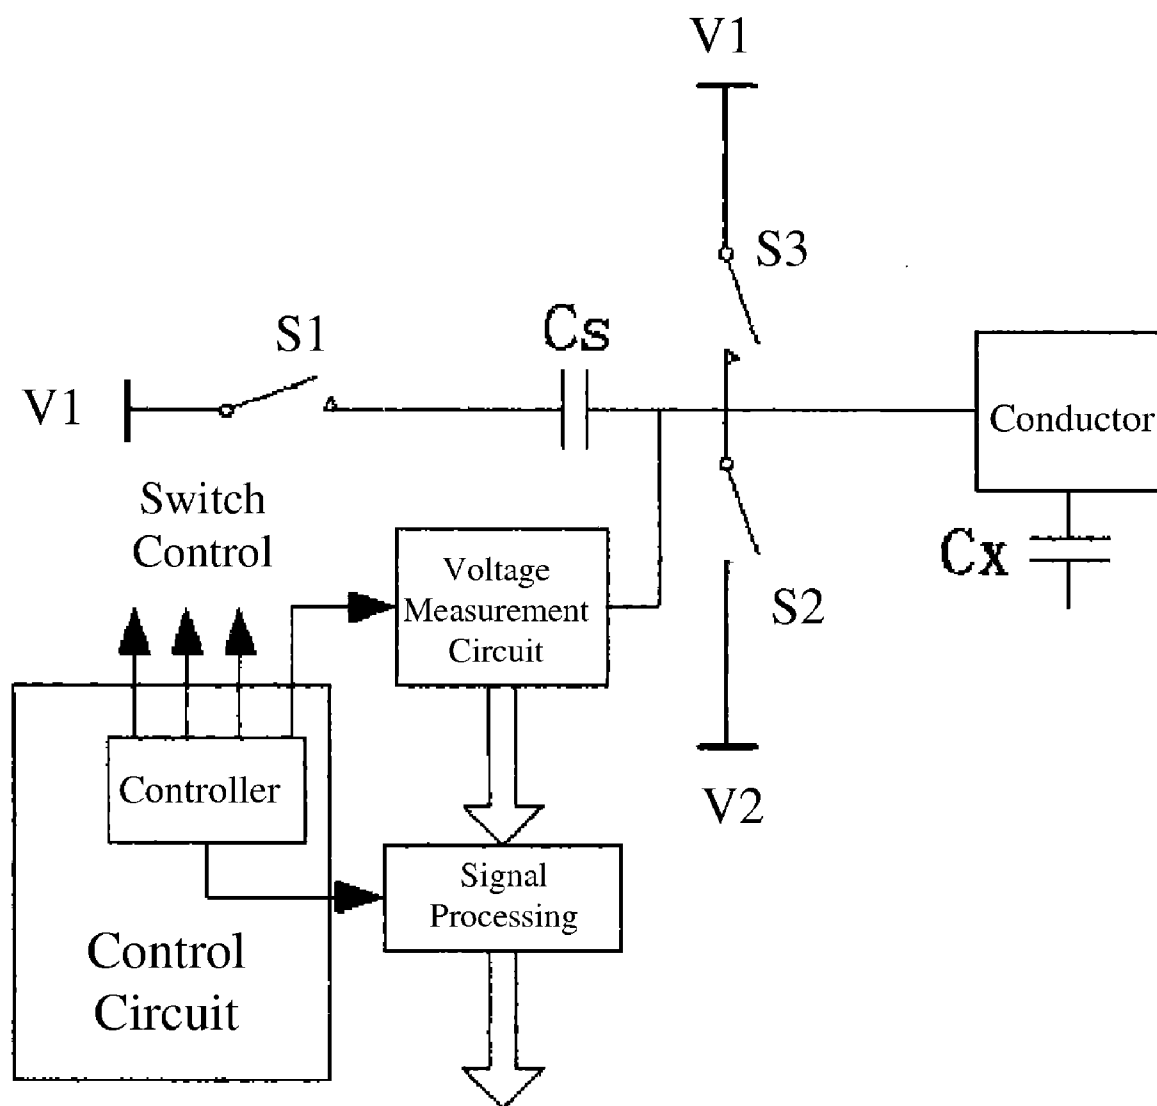 V1
S3
S1
Cs
V1
Conductor
Switch
Control
Cx
Voltage
Measurement
Circuit
S2
Controller
V2
Signal
Processing
Control
Circuit